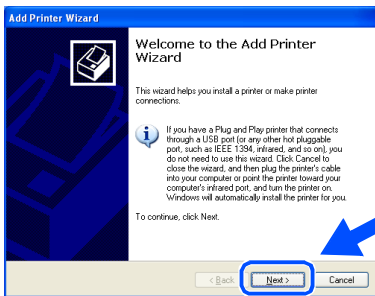 Add Printer Wizard
Welcome to the Add Printer
Wizard
This wizard helps you install a printer or make printer
connections.
If you have a Plug and Play printer that connects
through a USB port (or any other hot pluggable
port, such as IEEE 1394, infrared, and so on), you
do not need to use this wizard. Click Cancel to
close the wizard, and then plug the printer's cable
into your computer or point the printer toward your
computer's infrared port, and turn the printer on.
Windows will automatically install the printer for you.
To continue, click Next.
< Back Next > Cancel